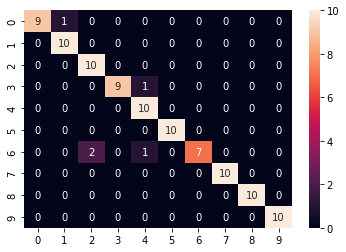 0 9 1 0 0 0 0 0 0 0 0 10
1 0 10 0 0 0 0 0 0 0 0
2 0 0 10 0 0 0 0 0 0 0 8
3 0 0 0 9 1 0 0 0 0 0
4 0 0 0 0 10 0 0 0 0 0 6
5 0 0 0 0 0 10 0 0 0 0 4
6 0 0 2 0 1 0 7 0 0 0
7 0 0 0 0 0 0 0 10 0 0 2
8 0 0 0 0 0 0 0 0 10 0
9 0 0 0 0 0 0 0 0 0 10 0
0 1 2 3 4 5 6 7 8 9